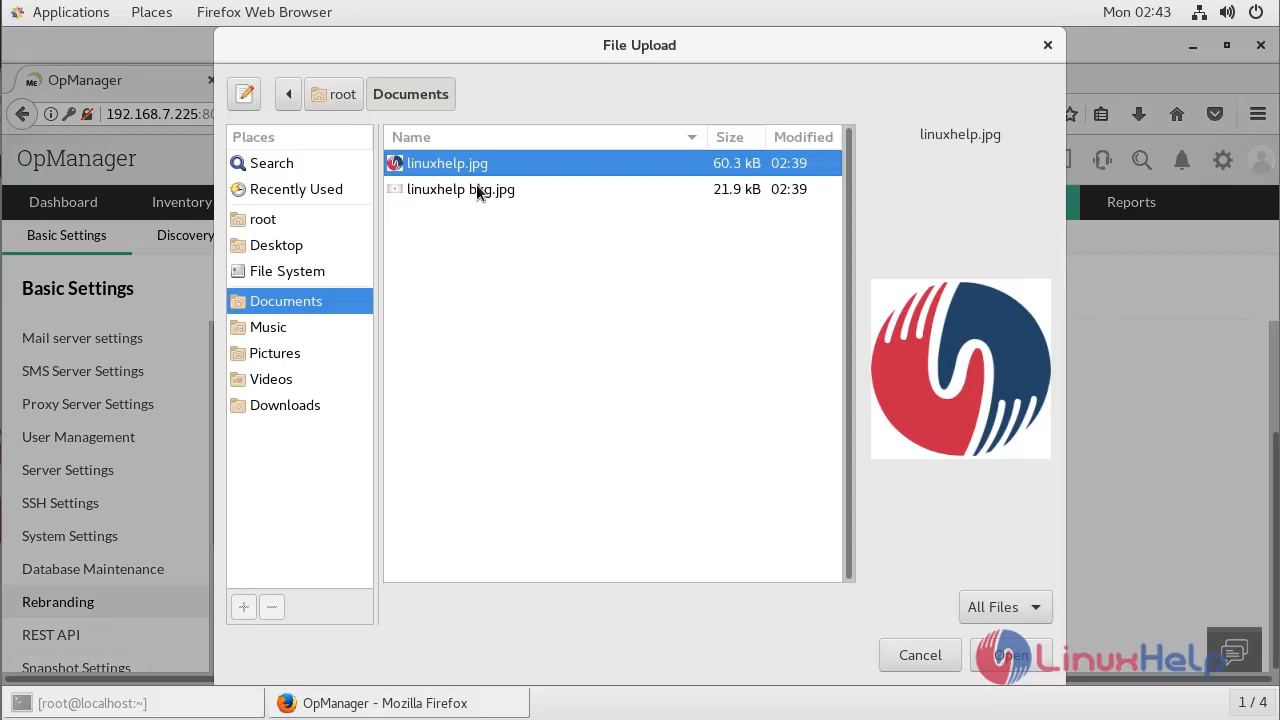 Applications Places Firefox Web Browser Mon 02:43
File Upload
OpManager
root Documents
192.168.7.225:80
Places
Name Size Modified
linuxhelp.jpg
OpManager
Search
linuxhelp.jpg 60.3 kB 02:39
Recently Used
21.9 kB 02:39
Dashboard Inventory Reports
root
Basic Settings Discovery
Desktop
File System
Basic Settings
Documents
Music
Mail server settings
Pictures
SMS Server Settings
Videos
Proxy Server Settings
Downloads
User Management
Server Settings
SSH Settings
System Settings
Database Maintenance
Rebranding
All Files
REST API
Cancel Open
LinuxHelp
Snapshot Settings
[root@localhost:~] OpManager - Mozilla Firefox 1 / 4